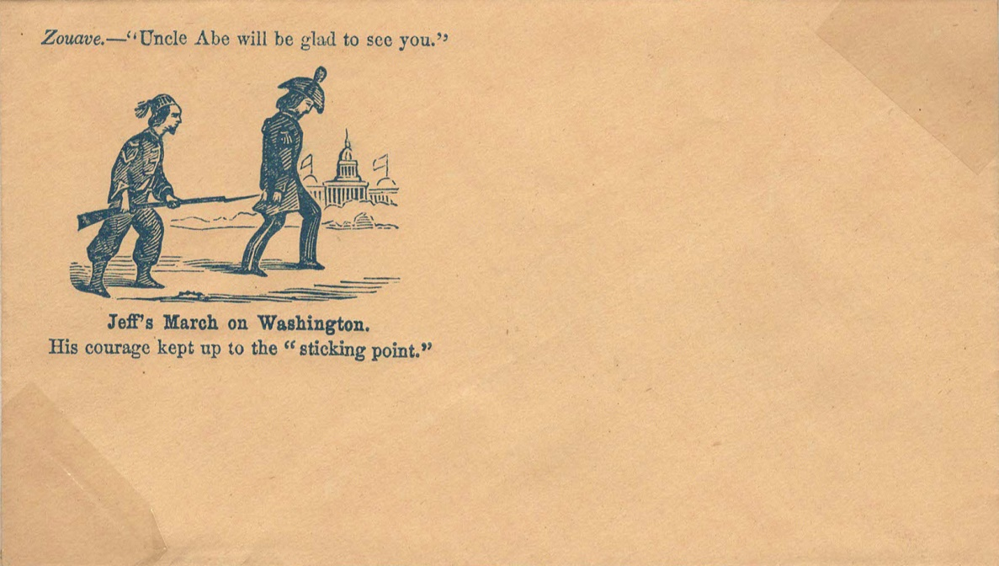 Zouave.—“Uncle Abe will be glad to see you.”
Jeff’s March on Washington.
His courage kept up to the “ sticking point.”